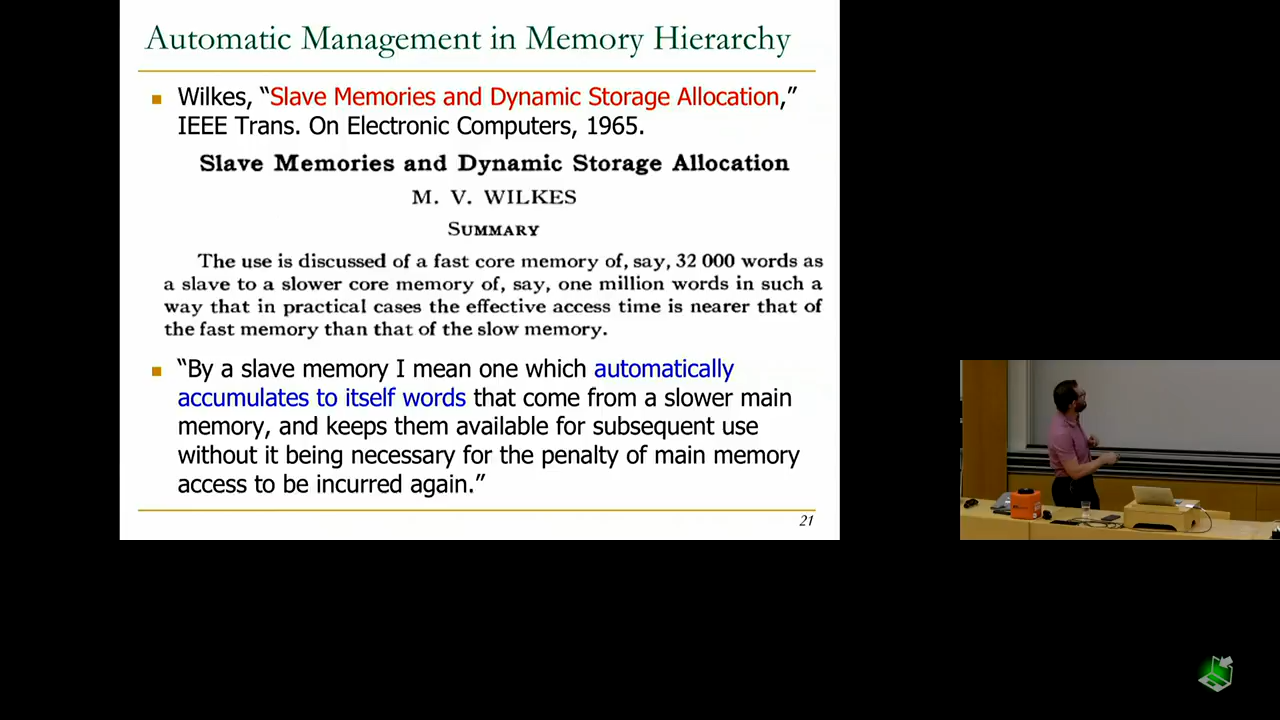 Automatic Management in Memory Hierarchy
Wilkes, “Slave Memories and Dynamic Storage Allocation,”
IEEE Trans. On Electronic Computers, 1965.
Slave Memories and Dynamic Storage Allocation
M. V. WILKES
SUMMARY
The use is discussed of a fast core memory of, say, 32 000 words as
a slave to a slower core memory of, say, one million words in such a
way that in practical cases the effective access time is nearer that of
the fast memory than that of the slow memory.
“By a slave memory I mean one which automatically
accumulates to itself words that come from a slower main
memory, and keeps them available for subsequent use
without it being necessary for the penalty of main memory
access to be incurred again.”
21